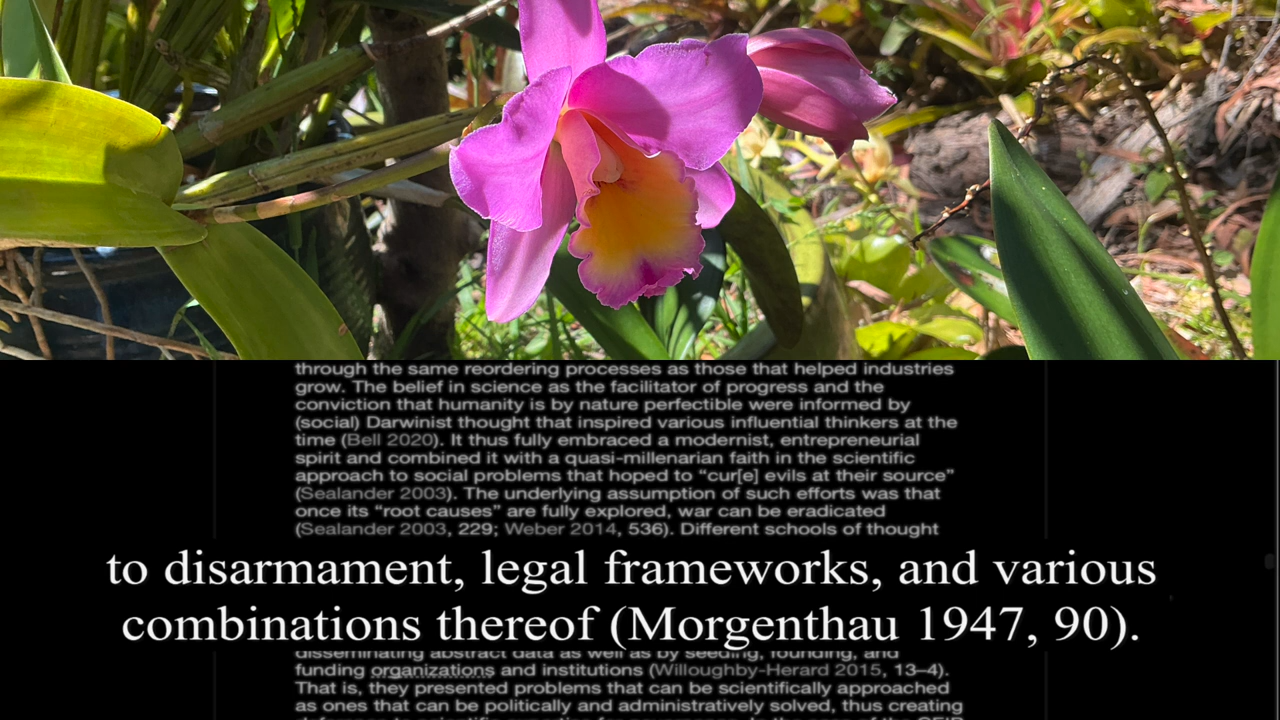 through the same reordering processes as those that helped industries
grow. The belief in science as the facilitator of progress and the
conviction that humanity is by nature perfectible were informed by
(social) Darwinist thought that inspired various influential thinkers at the
time (Bell 2020). It thus fully embraced a modernist, entrepreneurial
spirit and combined it with a quasi-millenarian faith in the scientific
approach to social problems that hoped to “cur[e] evils at their source”
(Sealander 2003). The underlying assumption of such efforts was that
once its “root causes” are fully explored, war can be eradicated
(Sealander 2003, 229; Weber 2014, 536). Different schools of thought
to disarmament, legal frameworks, and various
combinations thereof (Morgenthau 1947, 90).
disseminating abstract data as well as by seeding, founding, and
funding organizations and institutions (Willoughby-Herard 2015, 13–4).
That is, they presented problems that can be scientifically approached
as ones that can be politically and administratively solved, thus creating